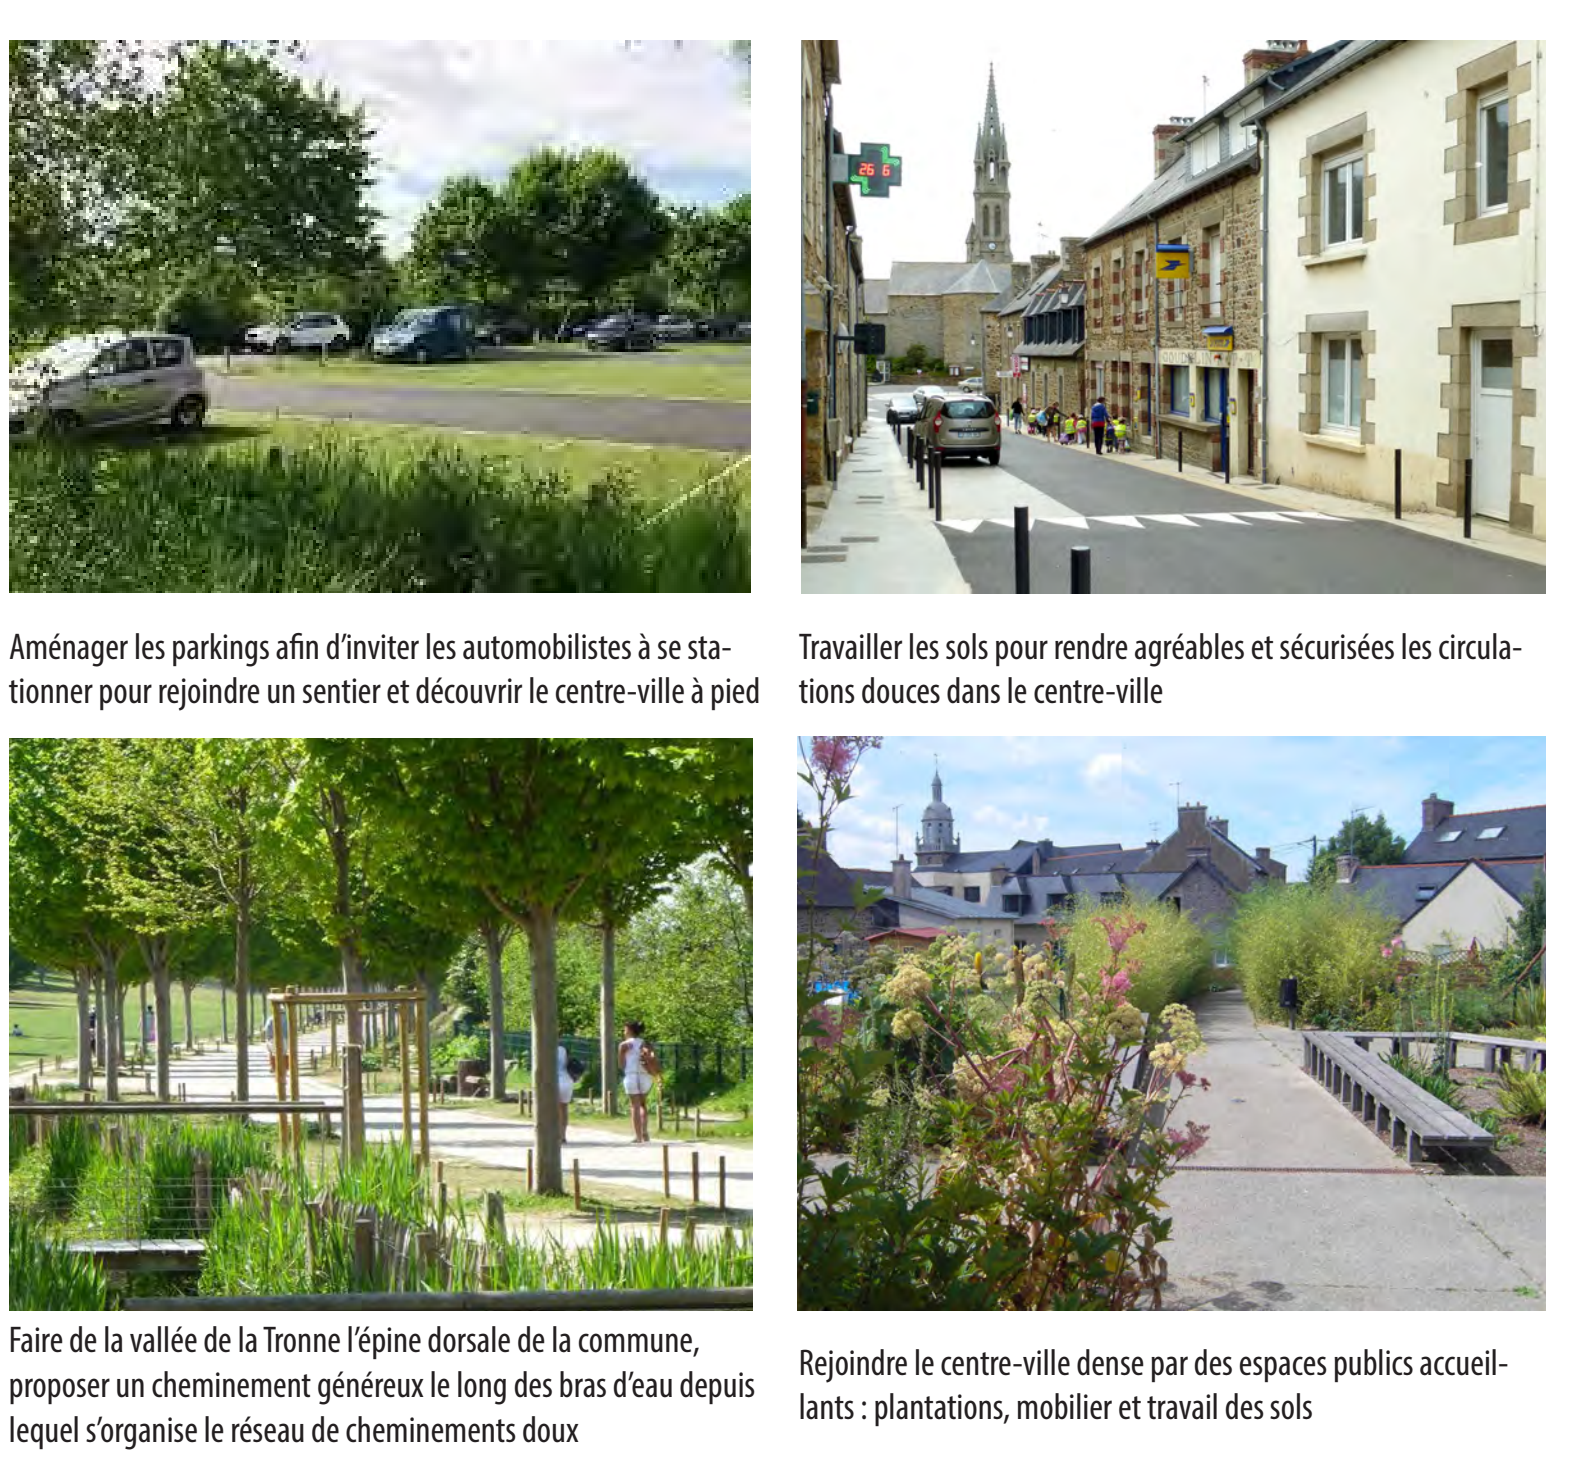 26 6
Aménager les parkings afin d’inviter les automobilistes à se sta-
tionner pour rejoindre un sentier et découvrir le centre-ville à pied
Travailler les sols pour rendre agréables et sécurisées les circula-
tions douces dans le centre-ville
Faire de la vallée de la Tronne l’épine dorsale de la commune,
proposer un cheminement généreux le long des bras d’eau depuis
lequel s’organise le réseau de cheminements doux
Rejoindre le centre-ville dense par des espaces publics accueil-
lants : plantations, mobilier et travail des sols